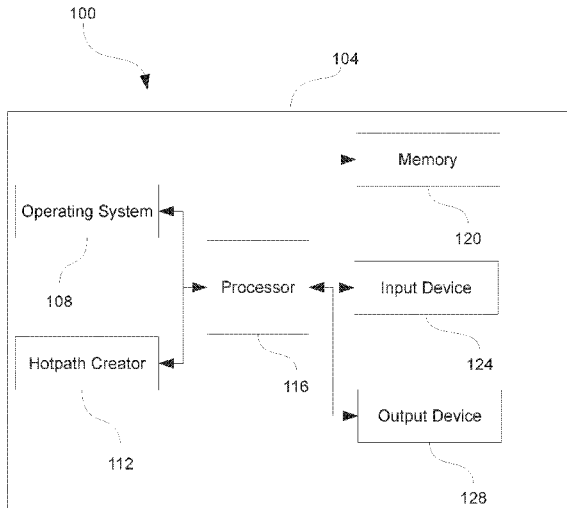 100
104
Memory
120
Operating System
108
Processor
116
Input Device
124
Hotpath Creator
112
Output Device
128